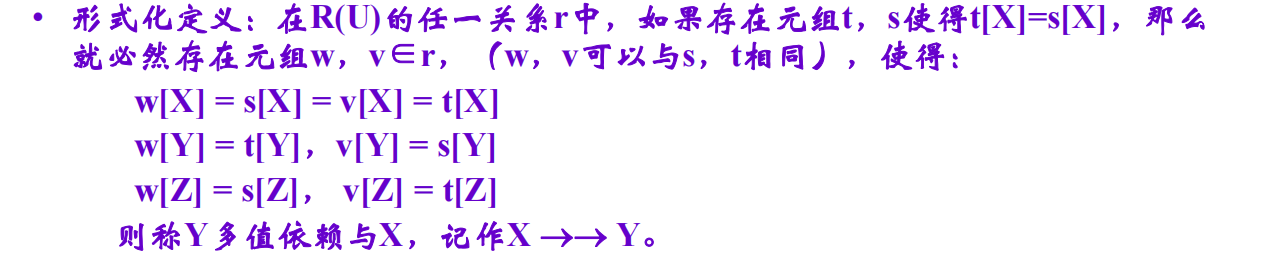 • 形式化定义：在R(U)的任一关系r中，如果存在元组t，s使得t[X]=s[X]，那么
就必然存在元组w，v∈r，（w，v可以与s，t相同），使得：
w[X] = s[X] = v[X] = t[X]
w[Y] = t[Y]，v[Y] = s[Y]
w[Z] = s[Z]， v[Z] = t[Z]
则称Y多值依赖与X，记作X →→ Y。